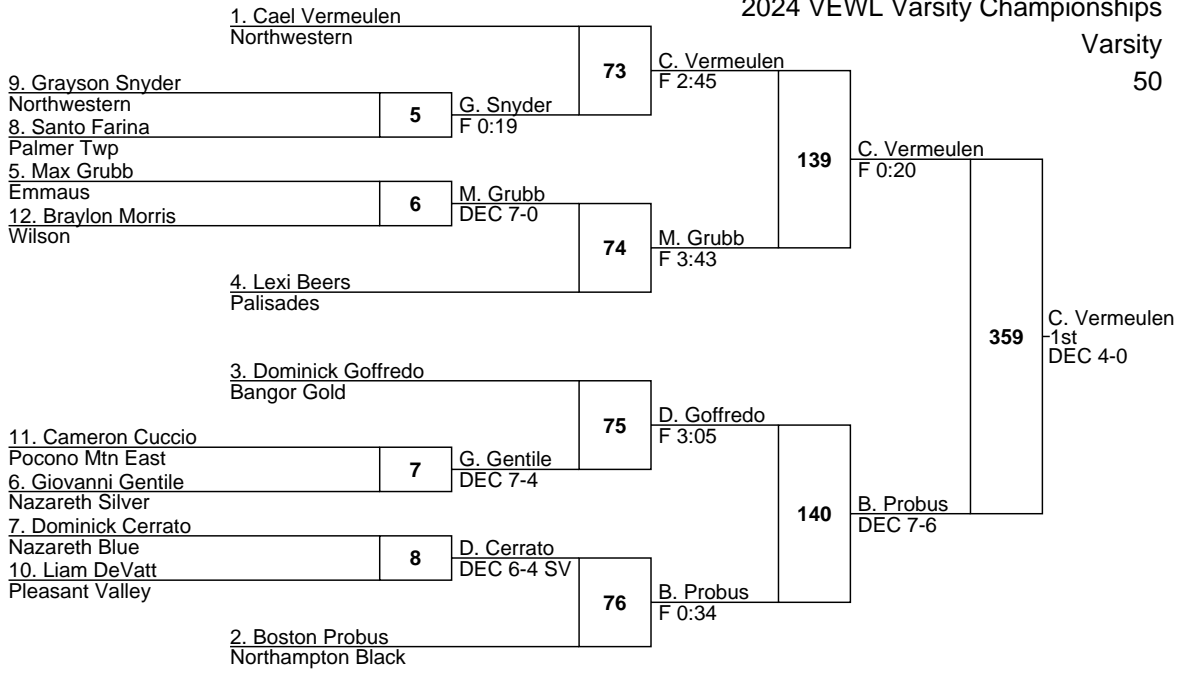 2024 VEWL Varsity Championships
Varsity
50
1. Cael Vermeulen
Northwestern
73
C. Vermeulen
F 2:45
9. Grayson Snyder
Northwestern
8. Santo Farina
Palmer Twp
5
G. Snyder
F 0:19
139
C. Vermeulen
F 0:20
5. Max Grubb
Emmaus
12. Braylon Morris
Wilson
6
M. Grubb
DEC 7-0
74
M. Grubb
F 3:43
4. Lexi Beers
Palisades
359
C. Vermeulen
1st
DEC 4-0
3. Dominick Goffredo
Bangor Gold
75
D. Goffredo
F 3:05
11. Cameron Cuccio
Pocono Mtn East
6. Giovanni Gentile
Nazareth Silver
7
G. Gentile
DEC 7-4
140
B. Probus
DEC 7-6
7. Dominick Cerrato
Nazareth Blue
10. Liam DeVatt
Pleasant Valley
8
D. Cerrato
DEC 6-4 SV
76
B. Probus
F 0:34
2. Boston Probus
Northampton Black